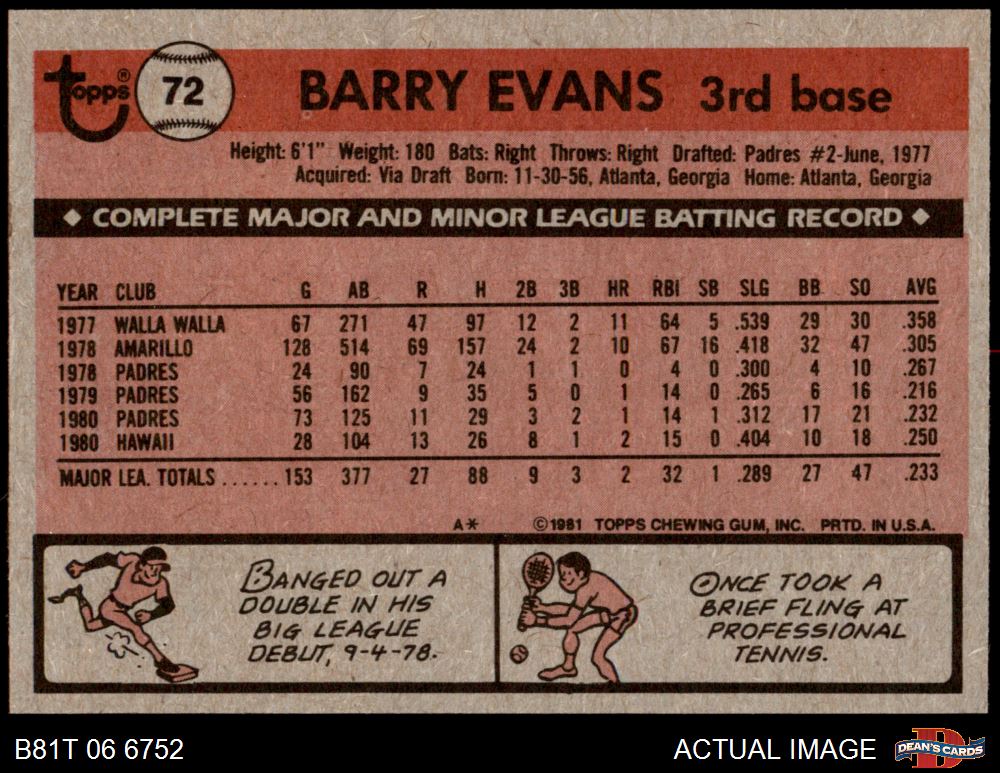 topps® 72 BARRY EVANS 3rd base
Height: 6'1" Weight: 180 Bats: Right Throws: Right Drafted: Padres #2-June, 1977
Acquired: Via Draft Born: 11-30-56, Atlanta, Georgia Home: Atlanta, Georgia
◆ COMPLETE MAJOR AND MINOR LEAGUE BATTING RECORD ◆
YEAR CLUB G AB R H 2B 3B HR RBI SB SLG BB SO AVG
1977 WALLA WALLA 67 271 47 97 12 2 11 64 5 .539 29 30 .358
1978 AMARILLO 128 514 69 157 24 2 10 67 16 .418 32 47 .305
1978 PADRES 24 90 7 24 1 1 0 4 0 .300 4 10 .267
1979 PADRES 56 162 9 35 5 0 1 14 0 .265 6 16 .216
1980 PADRES 73 125 11 29 3 2 1 14 1 .312 17 21 .232
1980 HAWAII 28 104 13 26 8 1 2 15 0 .404 10 18 .250
MAJOR LEA. TOTALS ...... 153 377 27 88 9 3 2 32 1 .289 27 47 .233
A* ©1981 TOPPS CHEWING GUM, INC. PRTD. IN U.S.A.
BANGED OUT A
DOUBLE IN HIS
BIG LEAGUE
DEBUT, 9-4-78.
ONCE TOOK A
BRIEF FLING AT
PROFESSIONAL
TENNIS.
B81T 06 6752 ACTUAL IMAGE DEAN'S CARDS